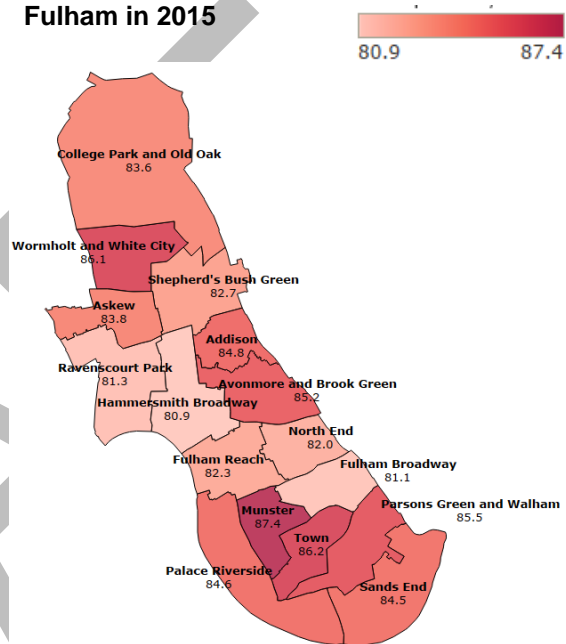 Fulham in 2015
80.9 87.4
College Park and Old Oak
83.6
Wormholt and White City
86.1
Shepherd's Bush Green
82.7
Askew
83.8
Addison
84.8
Ravenscourt Park
81.3
Avonmore and Brook Green
85.2
Hammersmith Broadway
80.9
North End
82.0
Fulham Reach
82.3
Fulham Broadway
81.1
Parsons Green and Walham
85.5
Munster
87.4
Town
86.2
Palace Riverside
84.6
Sands End
84.5